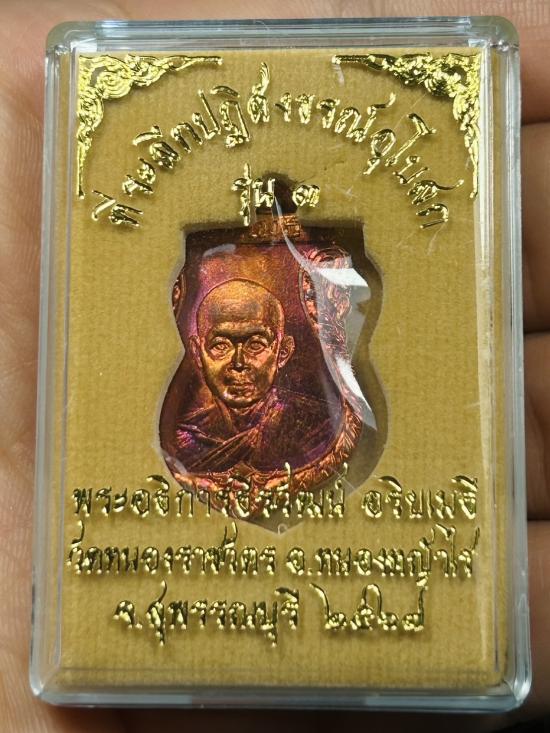 ที่ระลึกปฏิสังขรณ์อุโบสถ
รุ่น ๓
พระอธิการธีรวัฒน์ อริยเมธี
วัดหนองราชวัตร อ.หนองหญ้าไซ
จ.สุพรรณบุรี ๒๕๒๗